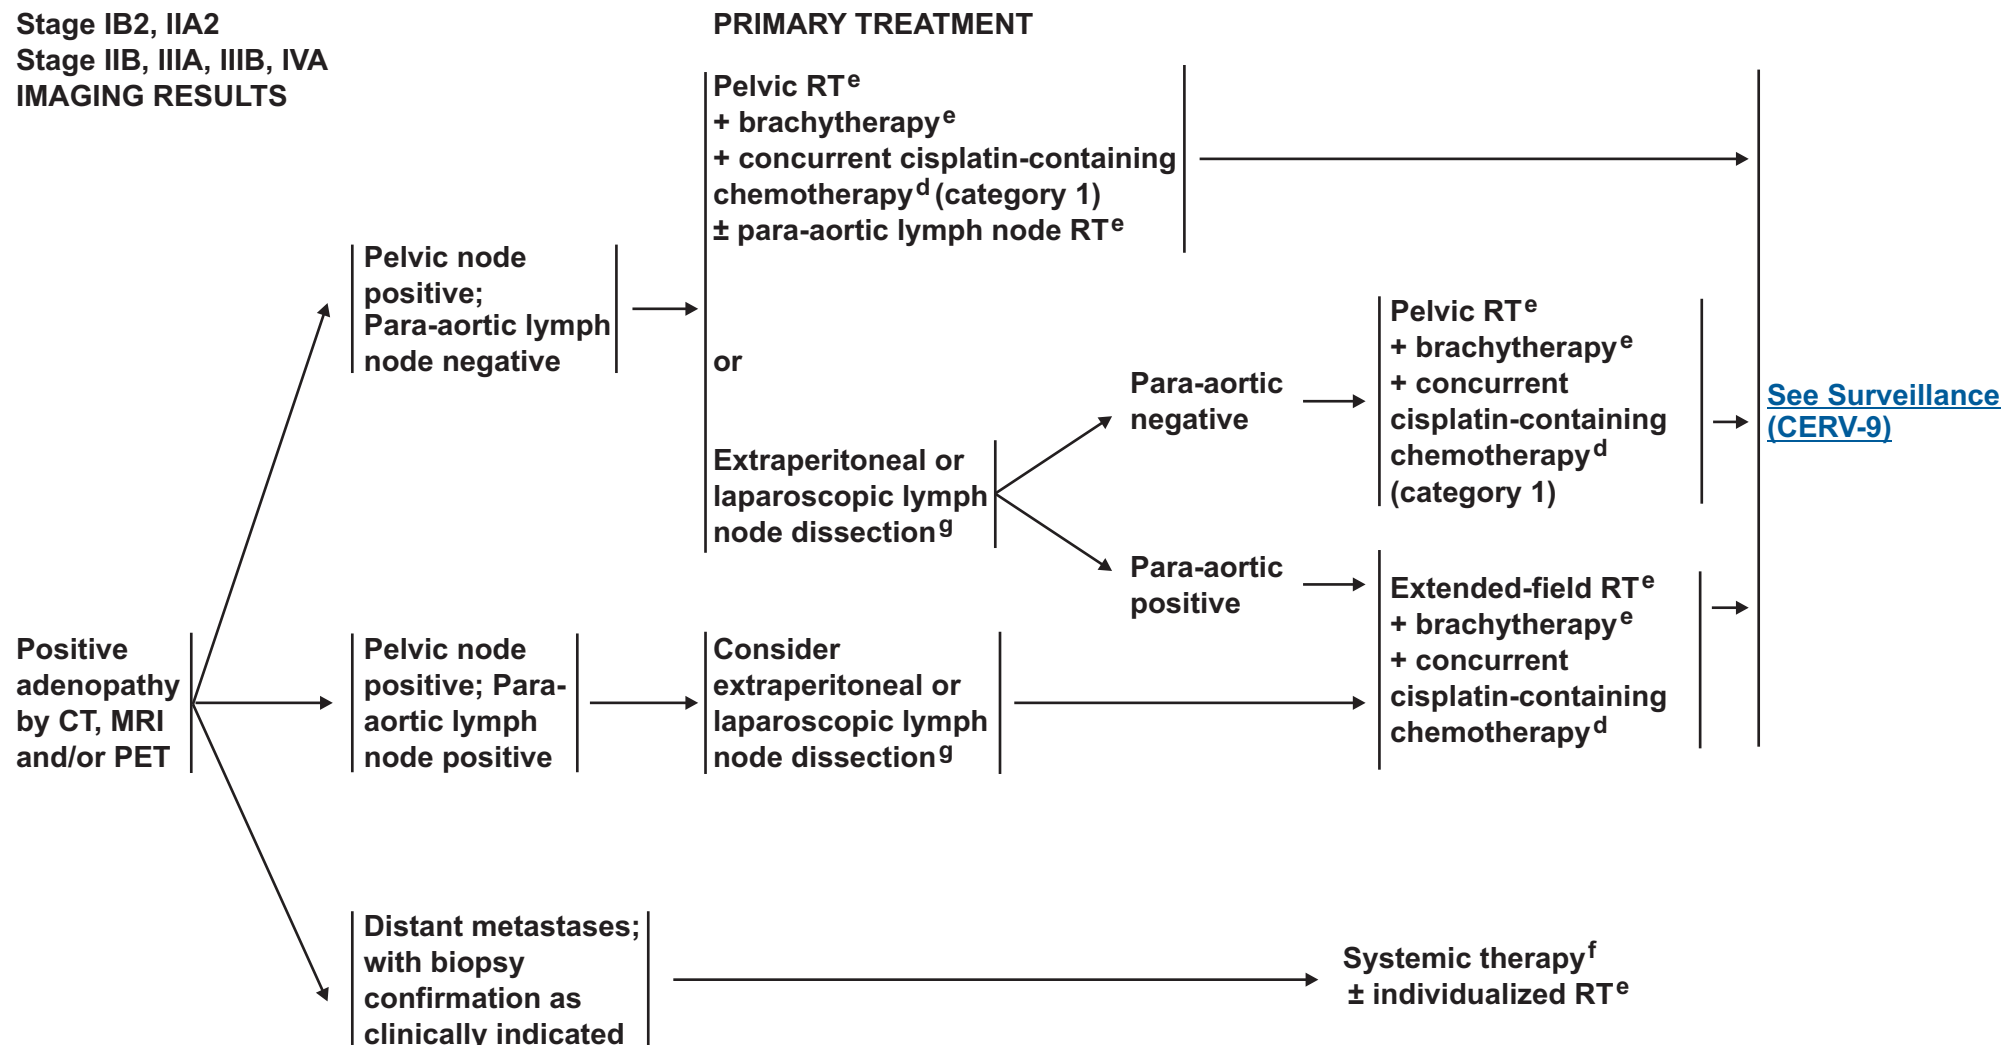 Stage IB2, IIA2
Stage IIB, IIIA, IIIB, IVA
IMAGING RESULTS
PRIMARY TREATMENT
Positive
adenopathy
by CT, MRI
and/or PET
Pelvic node
positive;
Para-aortic lymph
node negative
Pelvic RTe
+ brachytherapye
+ concurrent cisplatin-containing
chemotherapyd (category 1)
± para-aortic lymph node RTe
or
Extraperitoneal or
laparoscopic lymph
node dissectiong
Para-aortic
negative
Pelvic RTe
+ brachytherapye
+ concurrent
cisplatin-containing
chemotherapyd
(category 1)
Para-aortic
positive
Extended-field RTe
+ brachytherapye
+ concurrent
cisplatin-containing
chemotherapyd
See Surveillance
(CERV-9)
Pelvic node
positive; Para-
aortic lymph
node positive
Consider
extraperitoneal or
laparoscopic lymph
node dissectiong
Distant metastases;
with biopsy
confirmation as
clinically indicated
Systemic therapyf
± individualized RTe